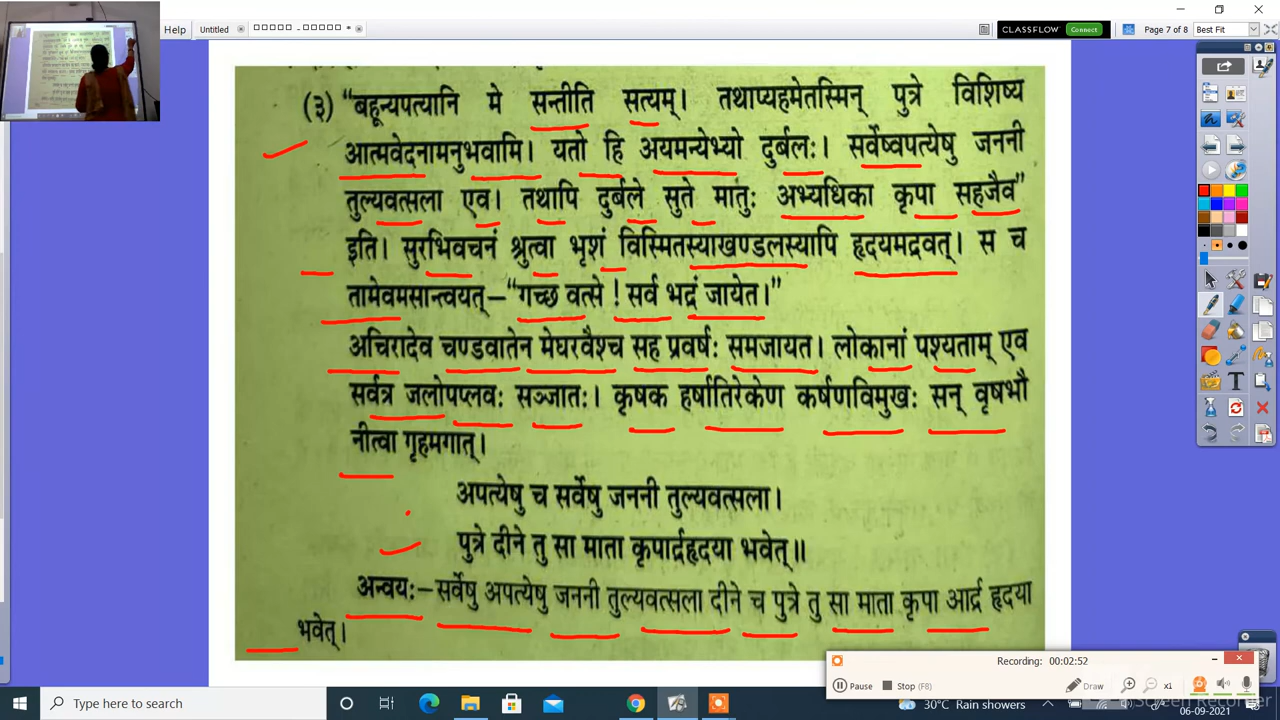 Help
Untitled
CLASSFLOW Connect
Page 7 of 8
Best Fit
(३) “बहून्यपत्यानि मे सन्तीति सत्यम्। तथाप्यहमेतस्मिन् पुत्रे विशिष्य
आत्मवेदनामनुभवामि। यतो हि अयमन्येभ्यो दुर्बलः। सर्वेष्वपत्येषु जननी
तुल्यवत्सला एव। तथापि दुर्बले सुते मातुः अभ्यधिका कृपा सहजैव”
इति। सुरभिवचनं श्रुत्वा भृशं विस्मितस्याखण्डलस्यापि हृदयमद्रवत्। स च
तामेवमसान्त्वयत्–“गच्छ वत्से ! सर्व भद्रं जायेत।”
अचिरादेव चण्डवातेन मेघरवैश्च सह प्रवर्षः समजायत। लोकानां पश्यताम् एव
सर्वत्र जलोपप्लवः सञ्जातः। कृषक हर्षातिरेकेण कर्षणविमुखः सन् वृषभौ
नीत्वा गृहमगात्।
अपत्येषु च सर्वेषु जननी तुल्यवत्सला।
पुत्रे दीने तु सा माता कृपार्द्रहृदया भवेत्॥
अन्वयः–सर्वेषु अपत्येषु जननी तुल्यवत्सला दीने च पुत्रे तु सा माता कृपा आर्द्र हृदया
भवेत्।
Recording: 00:02:52
Pause
Stop (F8)
Draw
x1
Type here to search
30°C Rain showers
06-09-2021